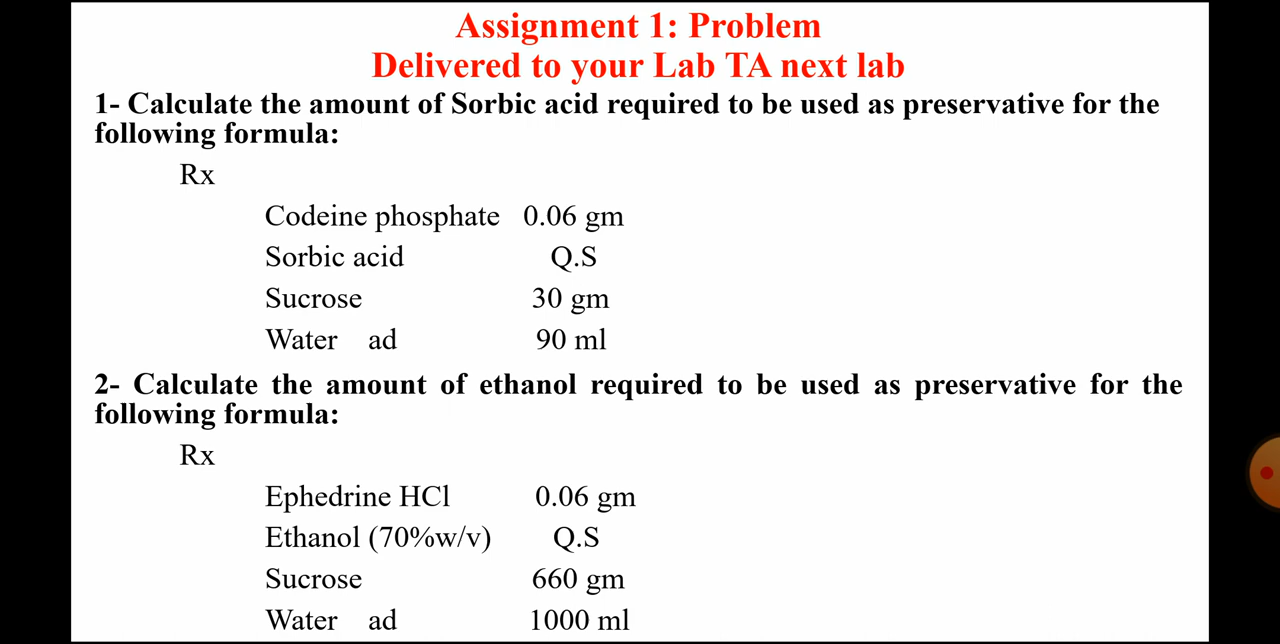 Assignment 1: Problem
Delivered to your Lab TA next lab
1- Calculate the amount of Sorbic acid required to be used as preservative for the
following formula:
Rx
Codeine phosphate 0.06 gm
Sorbic acid Q.S
Sucrose 30 gm
Water ad 90 ml
2- Calculate the amount of ethanol required to be used as preservative for the
following formula:
Rx
Ephedrine HCl 0.06 gm
Ethanol (70%w/v) Q.S
Sucrose 660 gm
Water ad 1000 ml